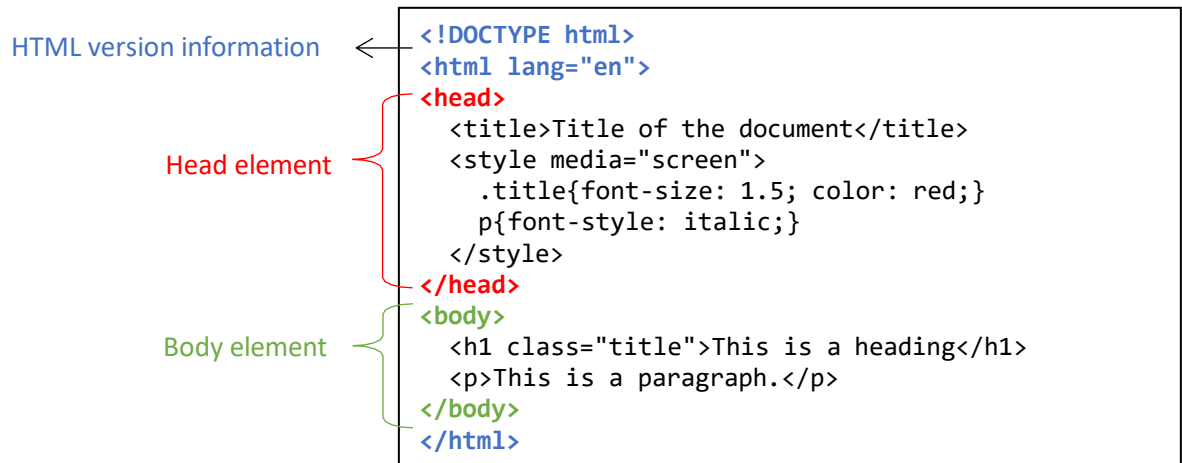 HTML version information
Head element
Body element
<!DOCTYPE html>
<html lang="en">
<head>
  <title>Title of the document</title>
  <style media="screen">
    .title{font-size: 1.5; color: red;}
    p{font-style: italic;}
  </style>
</head>
<body>
  <h1 class="title">This is a heading</h1>
  <p>This is a paragraph.</p>
</body>
</html>